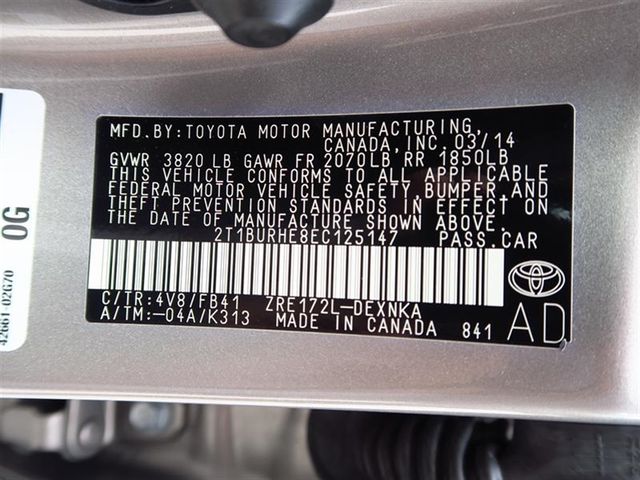 MFD.BY:TOYOTA MOTOR MANUFACTURING,
CANADA,INC.03/14
GVWR 3820 LB GAWR FR 2070LB RR 1850LB
THIS VEHICLE CONFORMS TO ALL APPLICABLE
FEDERAL MOTOR VEHICLE SAFETY,BUMPER,AND
THEFT PREVENTION STANDARDS IN EFFECT ON
THE DATE OF MANUFACTURE SHOWN ABOVE.
2T1BURHE8EC125147 PASS.CAR
C/TR:4V8/FB41 ZRE172L-DEXNKA
A/TM:-04A/K313 MADE IN CANADA 841
AD
0G
42661-02G70